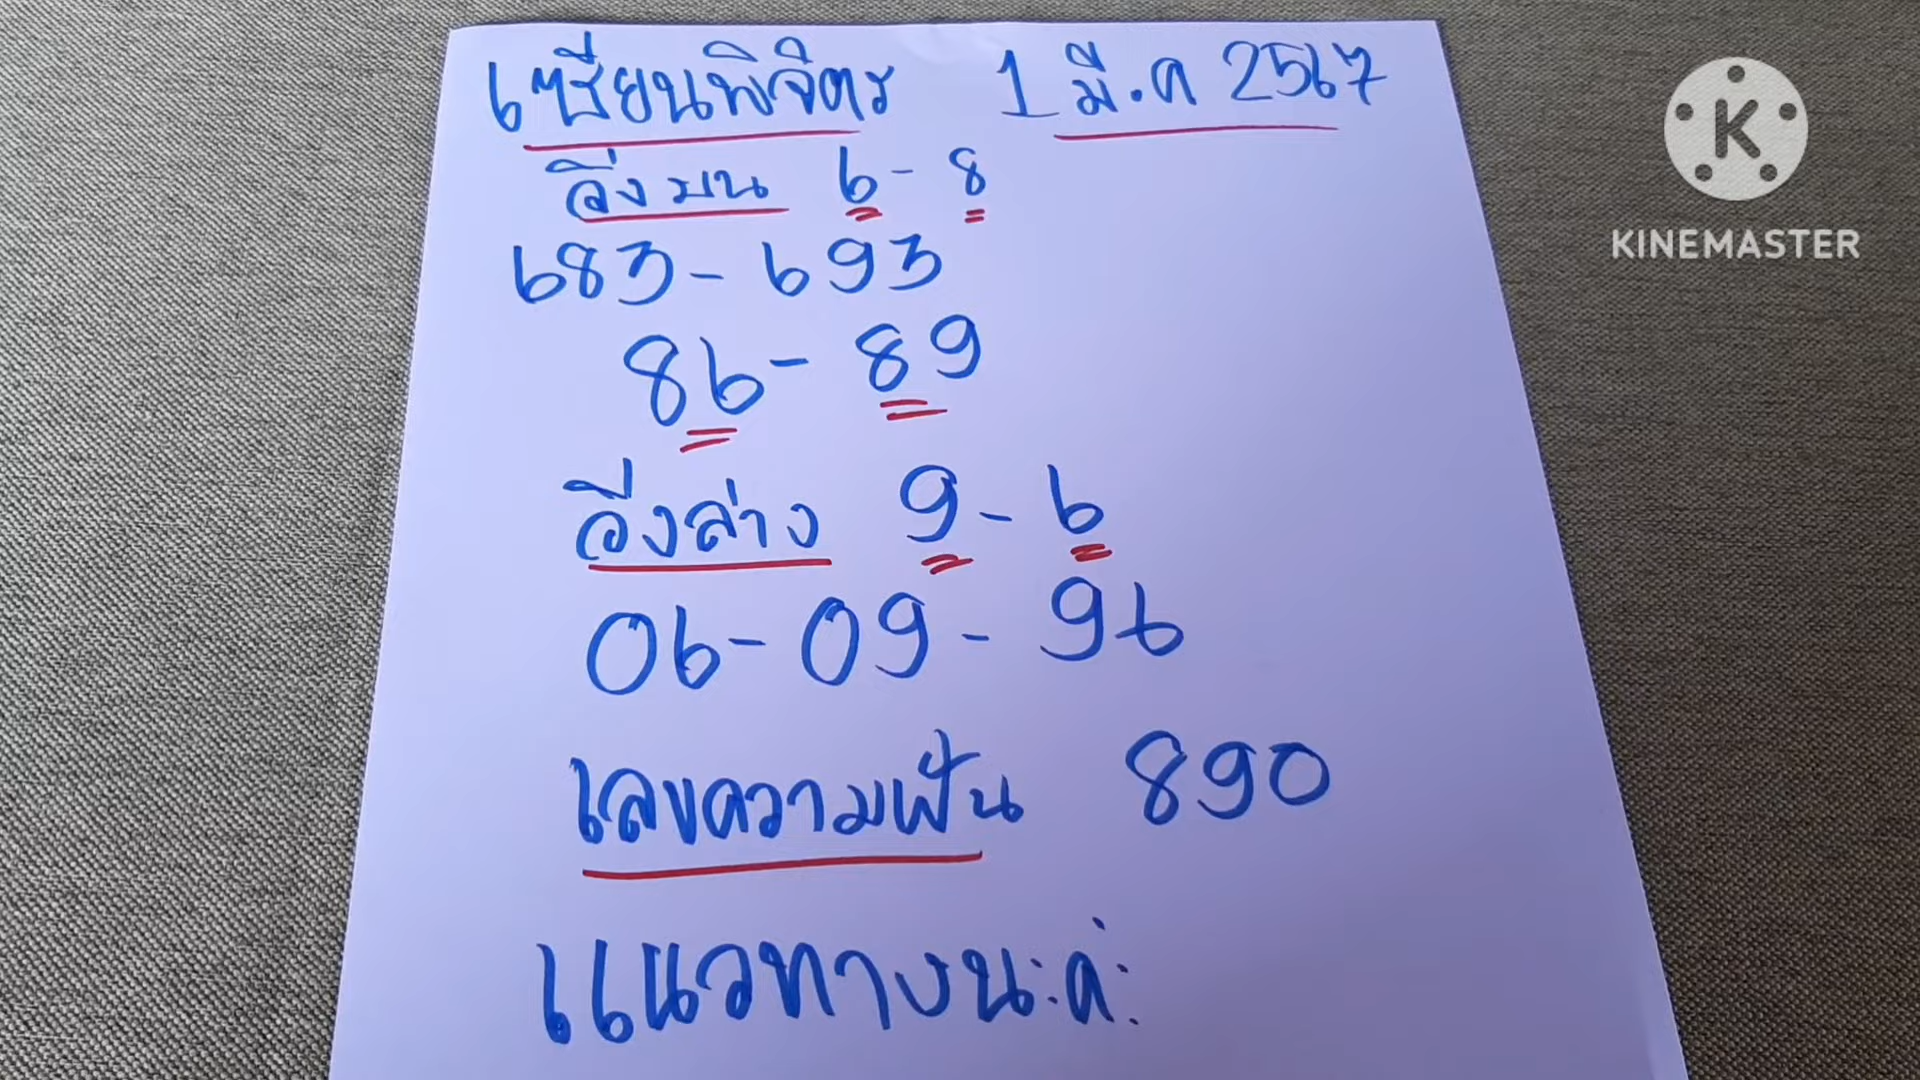 เซียนพิจิตร 1 มี.ค 2567
วิ่งบน 6 - 8
683 - 693
86 - 89
วิ่งล่าง 9 - 6
06 - 09 - 96
เลขความฝัน 890
แนวทางนะค่ะ
K
KINEMASTER